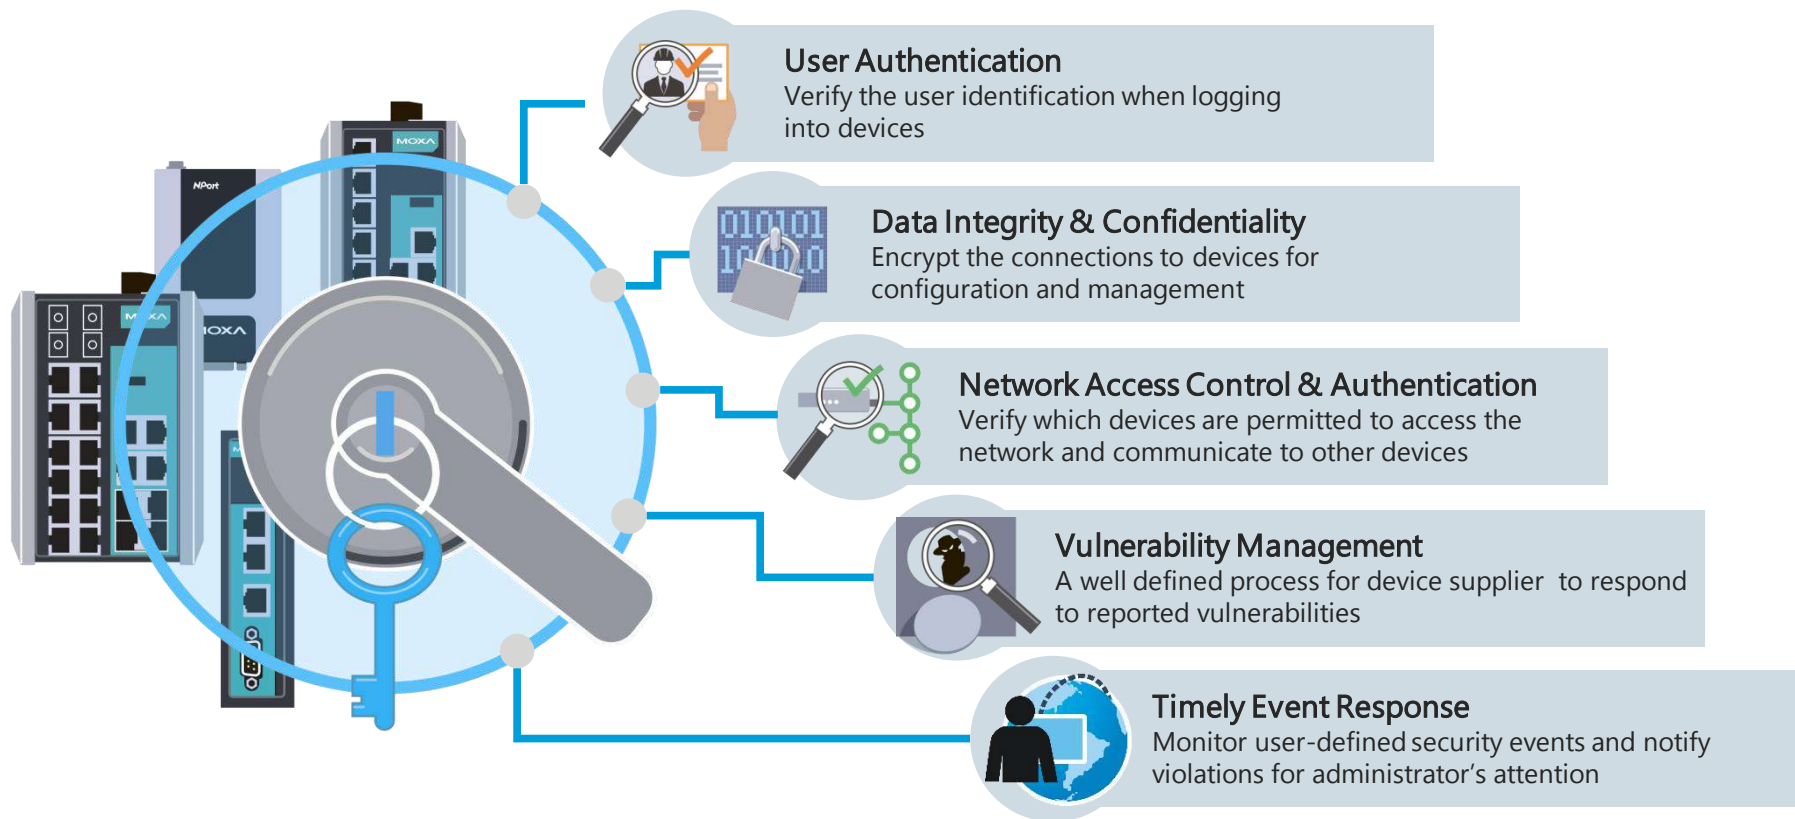 MOXA
NPort
MOXA
MOXA
User Authentication
Verify the user identification when logging
into devices
010101
Data Integrity & Confidentiality
Encrypt the connections to devices for
configuration and management
Network Access Control & Authentication
Verify which devices are permitted to access the
network and communicate to other devices
Vulnerability Management
A well defined process for device supplier  to respond
to reported vulnerabilities
Timely Event Response
Monitor user-defined security events and notify
violations for administrator’s attention